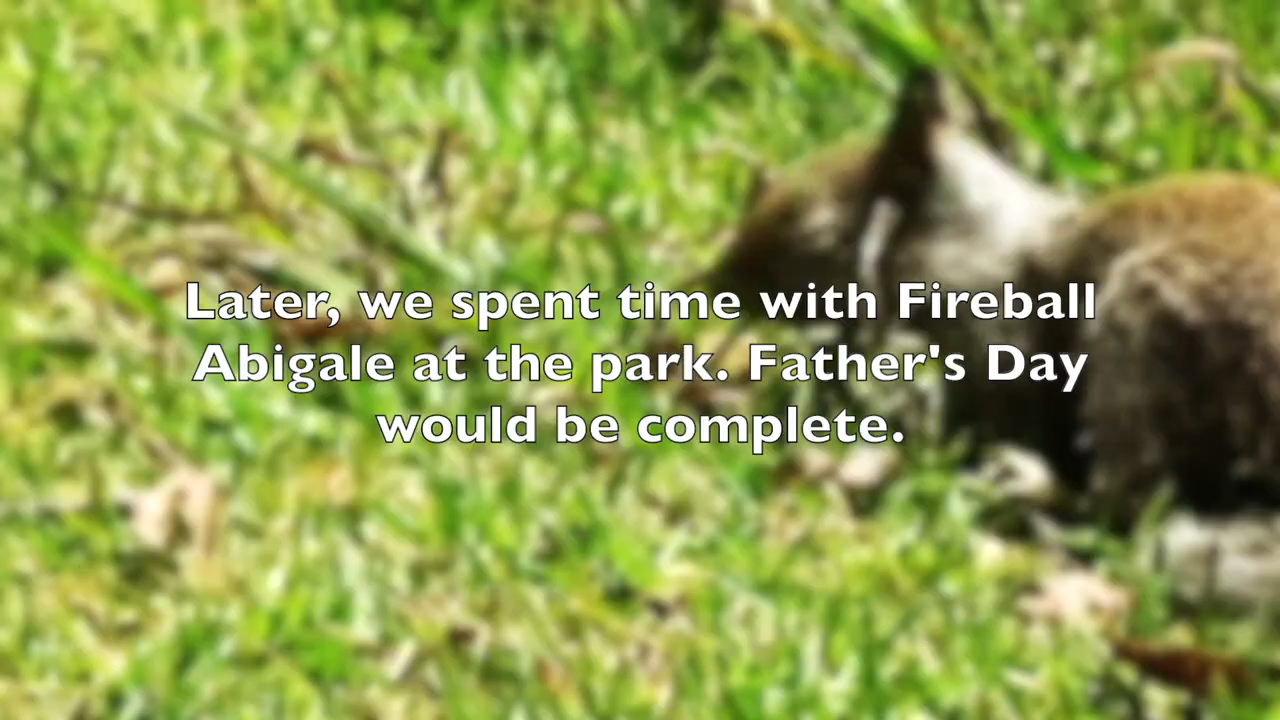 Later, we spent time with Fireball
Abigale at the park. Father's Day
would be complete.